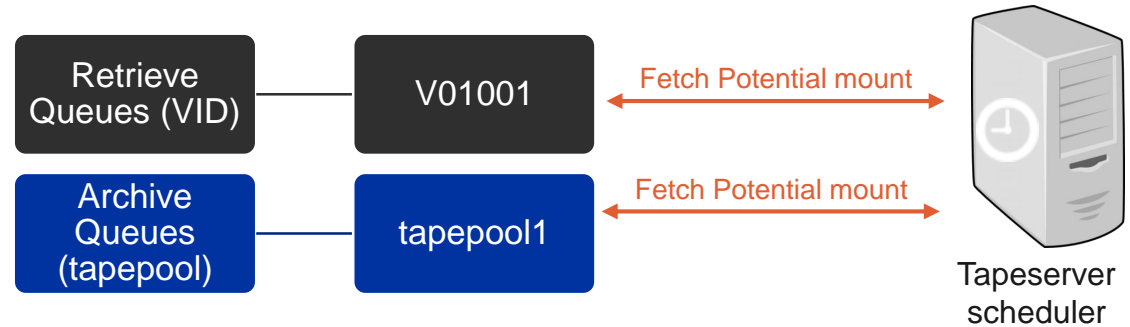 Retrieve
Queues (VID)
V01001
Fetch Potential mount
Archive
Queues
(tapepool)
tapepool1
Fetch Potential mount
Tapeserver
scheduler